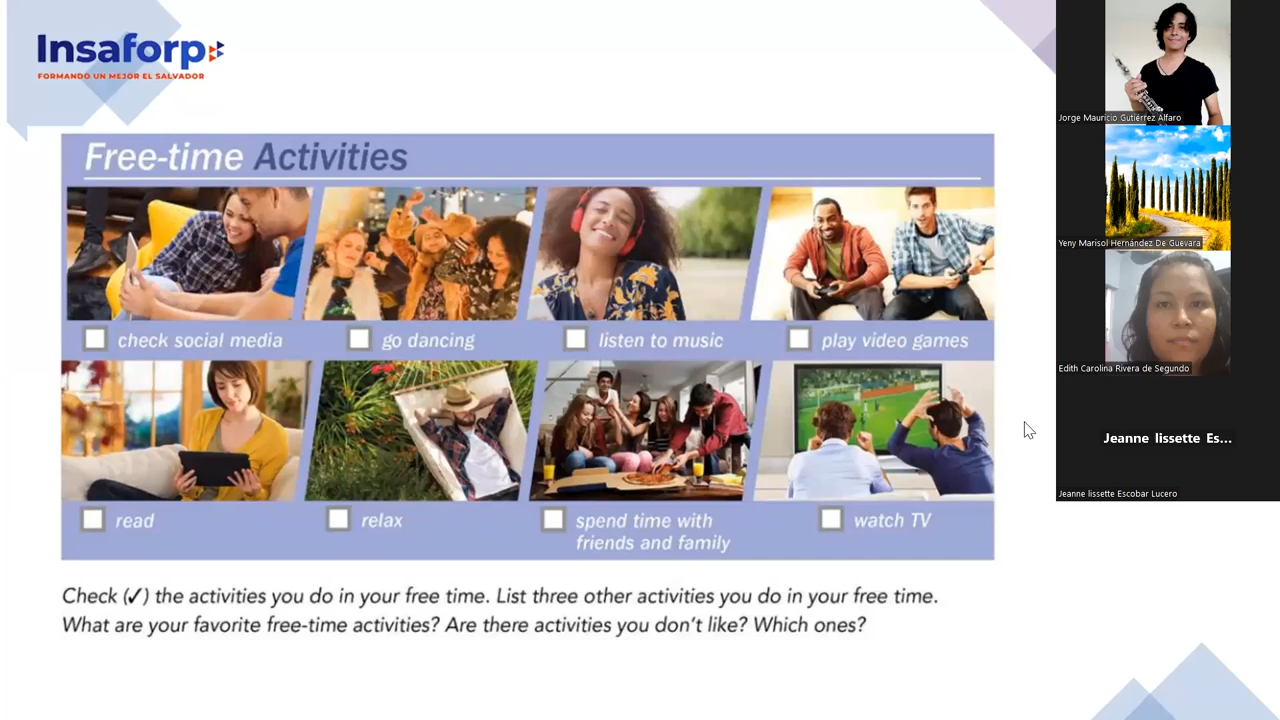 Insaforp
FORMANDO UN MEJOR EL SALVADOR
Free-time Activities
check social media
go dancing
listen to music
play video games
read
relax
spend time with
friends and family
watch TV
Check (✓) the activities you do in your free time. List three other activities you do in your free time.
What are your favorite free-time activities? Are there activities you don't like? Which ones?
Jorge Mauricio Gutiérrez Alfaro
Yeny Marisol Hernández De Guevara
Edith Carolina Rivera de Segundo
Jeanne lissette Es...
Jeanne lissette Escobar Lucero